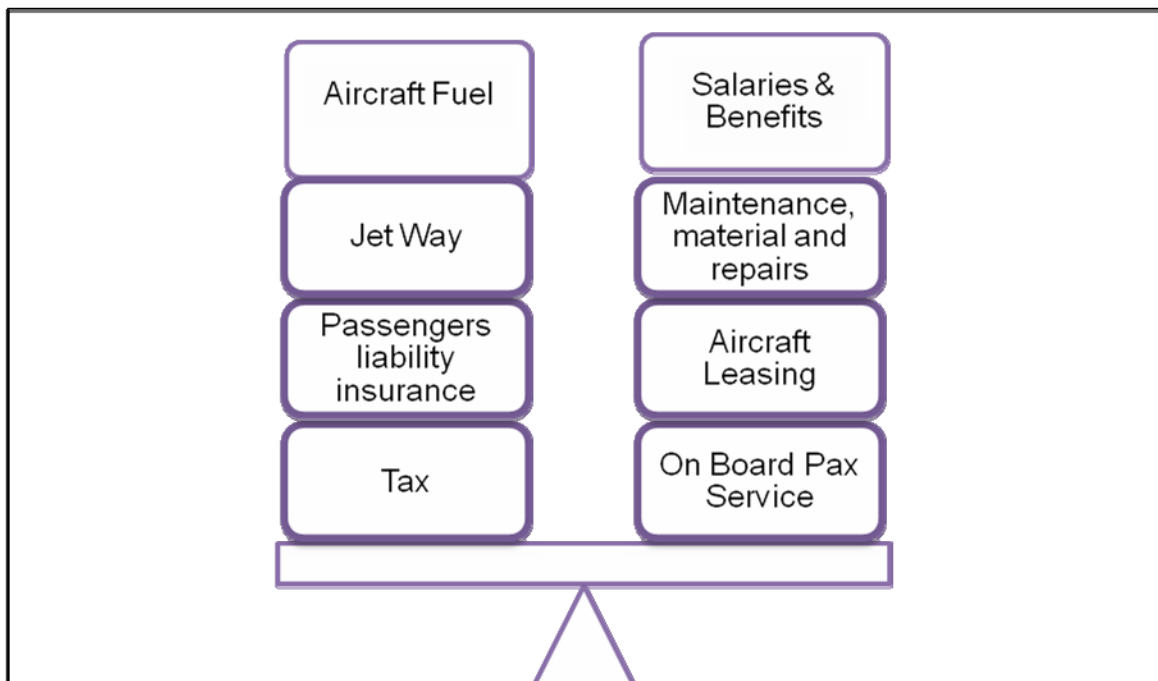 Aircraft Fuel
Jet Way
Passengers
liability
insurance
Tax
Salaries &
Benefits
Maintenance,
material and
repairs
Aircraft
Leasing
On Board Pax
Service